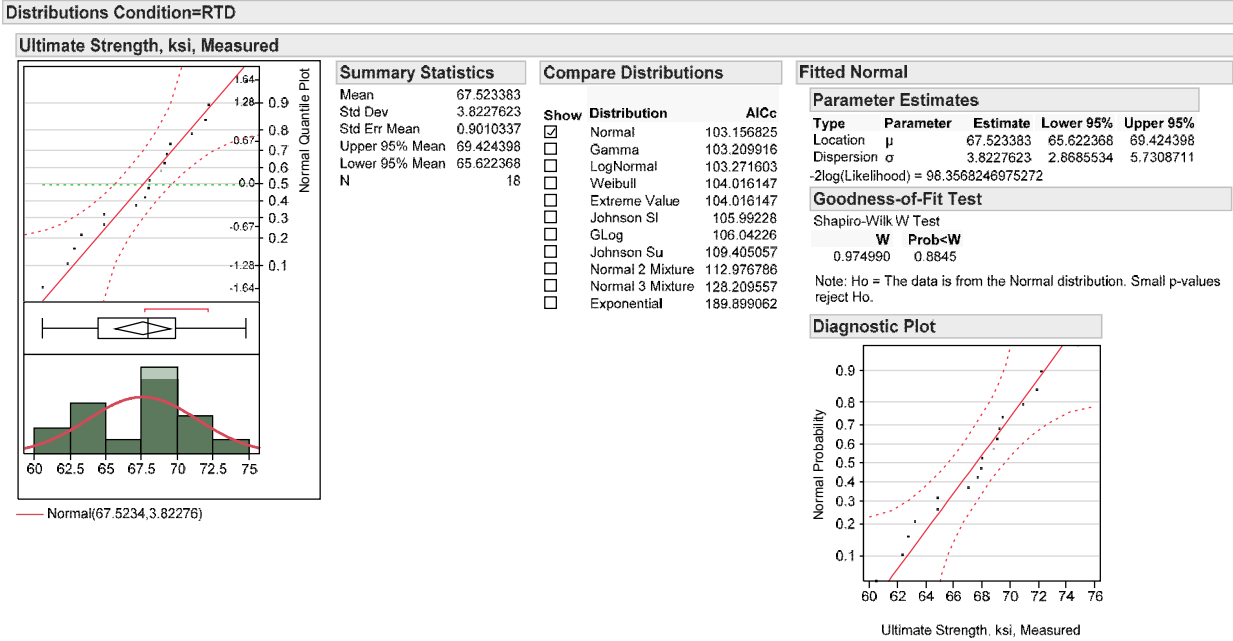 Distributions Condition=RTD
Ultimate Strength, ksi, Measured
1.64
1.28
0.67
0.0
-0.67
-1.28
-1.64
0.9
0.8
0.7
0.6
0.5
0.4
0.3
0.2
0.1
Normal Quantile Plot
60 62.5 65 67.5 70 72.5 75
Normal(67.5234,3.82276)
Summary Statistics
Mean 67.523383
Std Dev 3.8227623
Std Err Mean 0.9010337
Upper 95% Mean 69.424398
Lower 95% Mean 65.622368
N 18
Compare Distributions
Show Distribution AICc
Normal 103.156825
Gamma 103.209916
LogNormal 103.271603
Weibull 104.016147
Extreme Value 104.016147
Johnson Sl 105.99228
GLog 106.04226
Johnson Su 109.405057
Normal 2 Mixture 112.976786
Normal 3 Mixture 128.209557
Exponential 189.899062
Fitted Normal
Parameter Estimates
Type Parameter Estimate Lower 95% Upper 95%
Location μ 67.523383 65.622368 69.424398
Dispersion σ 3.8227623 2.8685534 5.7308711
-2log(Likelihood) = 98.3568246975272
Goodness-of-Fit Test
Shapiro-Wilk W Test
W Prob<W
0.974990 0.8845
Note: Ho = The data is from the Normal distribution. Small p-values
reject Ho.
Diagnostic Plot
Normal Probability
0.9
0.8
0.7
0.6
0.5
0.4
0.3
0.2
0.1
60 62 64 66 68 70 72 74 76
Ultimate Strength, ksi, Measured